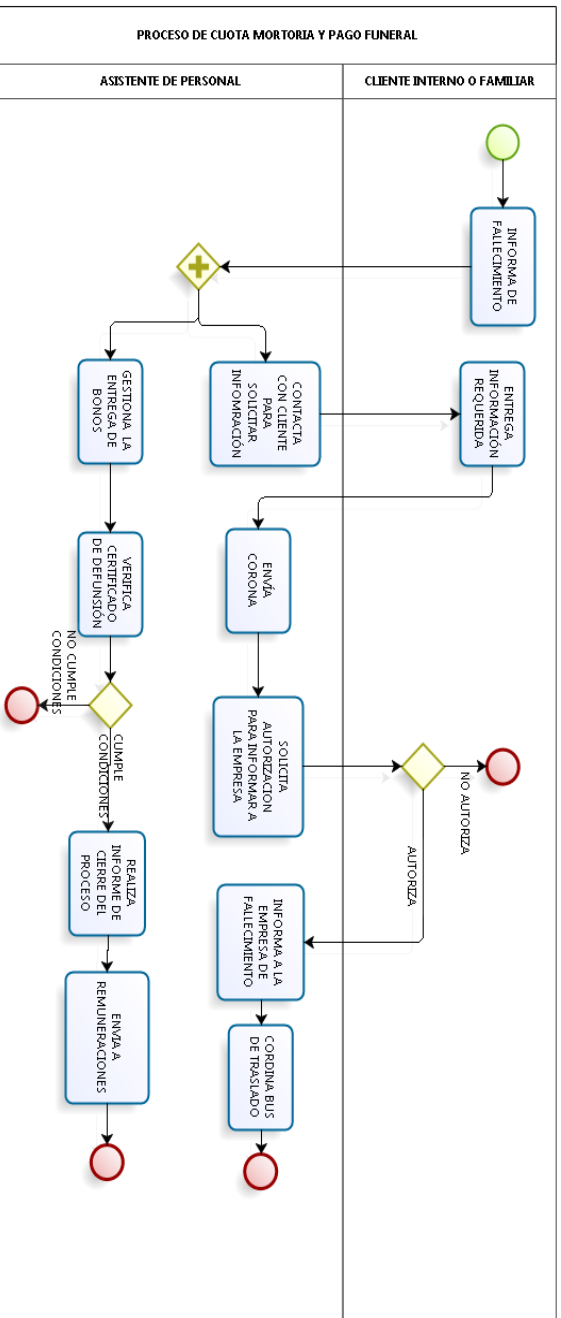 PROCESO DE CUOTA MORTORIA Y PAGO FUNERAL
ASISTENTE DE PERSONAL
CLIENTE INTERNO O FAMILIAR
INFORMA DE
FALLECIMIENTO
GESTIONA LA
ENTREGA DE
BONOS
CONTACTA
CON CLIENTE
PARA
SOLICITAR
INFOMRACIÓN
ENTREGA
INFORMACIÓN
REQUERIDA
VERIFICA
CERTIFICADO
DE DEFUNSIÓN
ENVÍA
CORONA
NO CUMPLE
CONDICIONES
CUMPLE
CONDICIONES
SOLICITA
AUTORIZACION
PARA INFORMAR A
LA EMPRESA
NO AUTORIZA
AUTORIZA
REALIZA
INFORME DE
CIERRE DEL
PROCESO
INFORMA A LA
EMPRESA DE
FALLECIMIENTO
ENVIA A
REMUNERACIONES
CORDINA BUS
DE TRASLADO